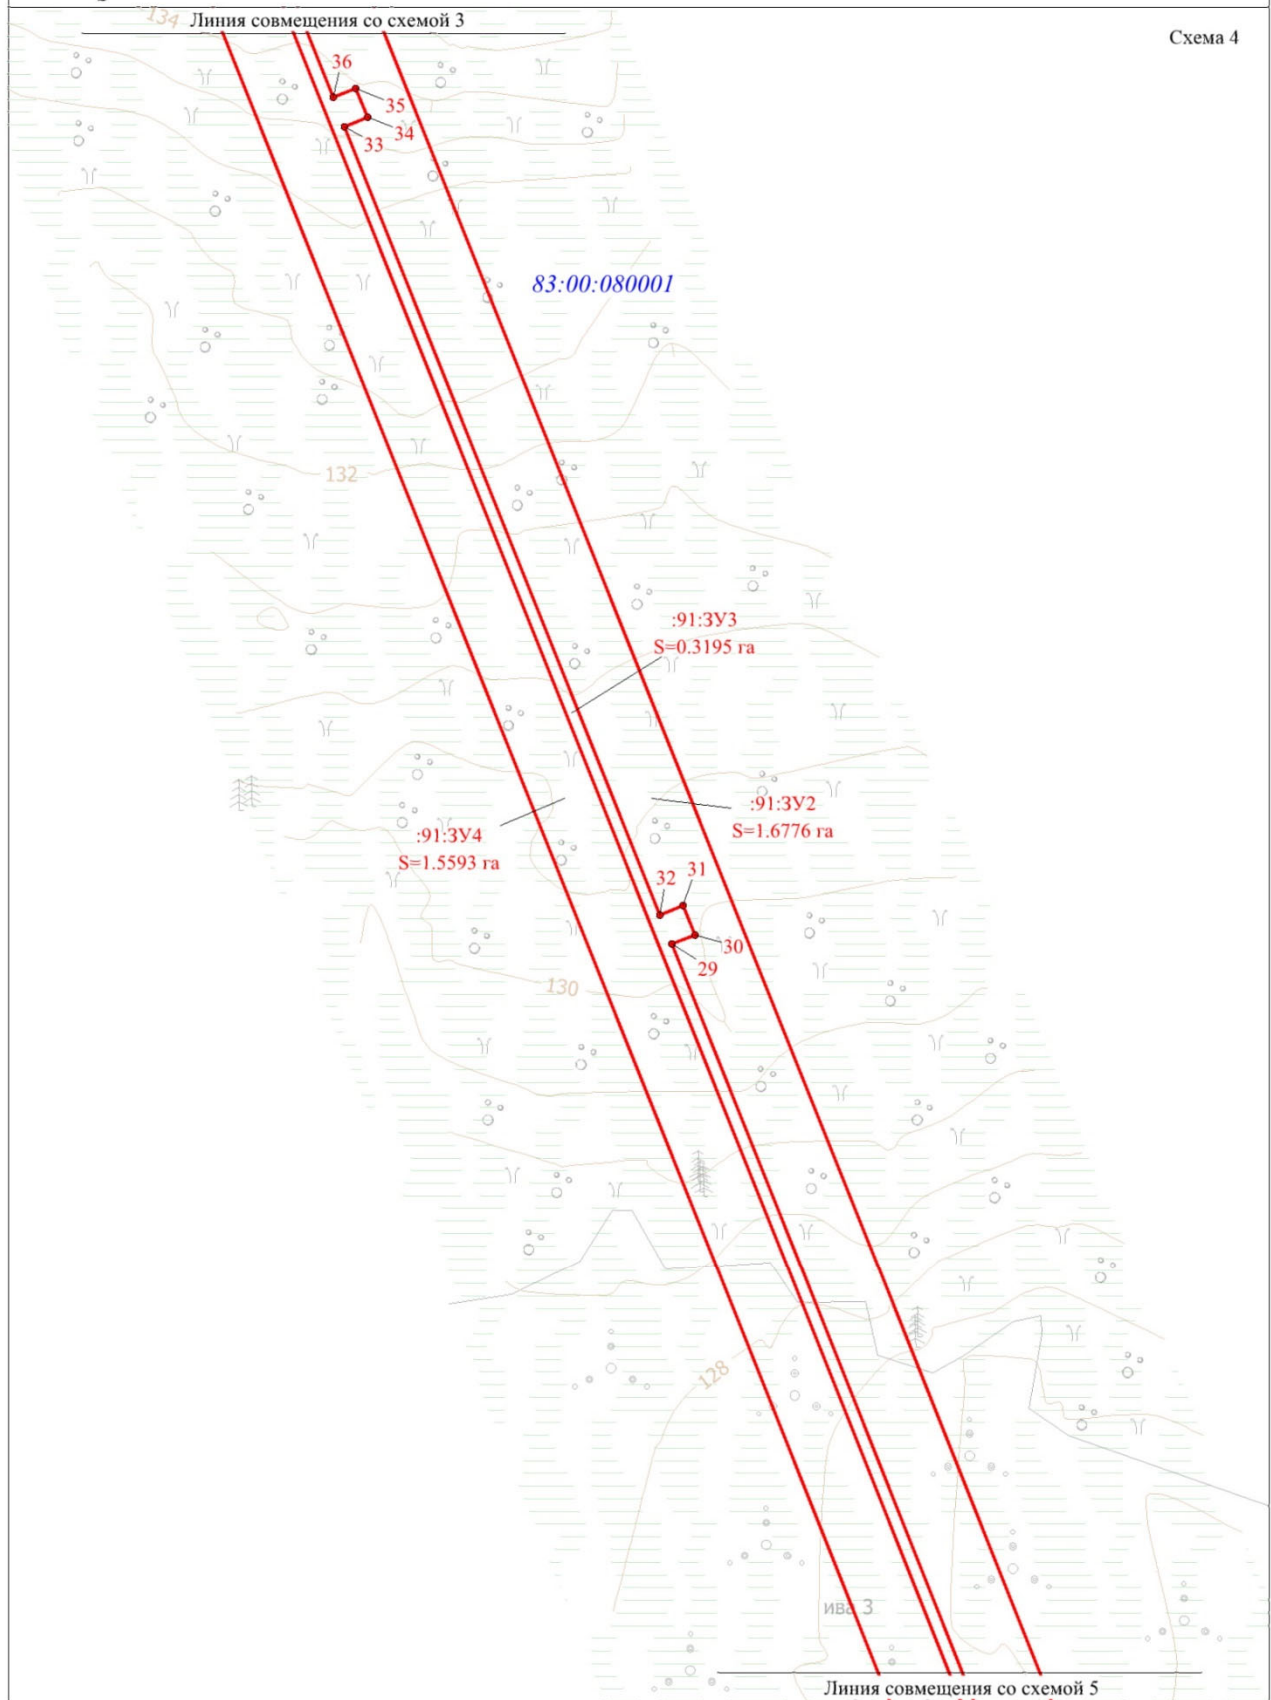 134
Линия совмещения со схемой 3
Схема 4
36
35
34
33
83:00:080001
132
:91:ЗУ3
S=0.3195 га
:91:ЗУ2
S=1.6776 га
:91:ЗУ4
S=1.5593 га
32
31
30
29
130
128
ива 3
Линия совмещения со схемой 5